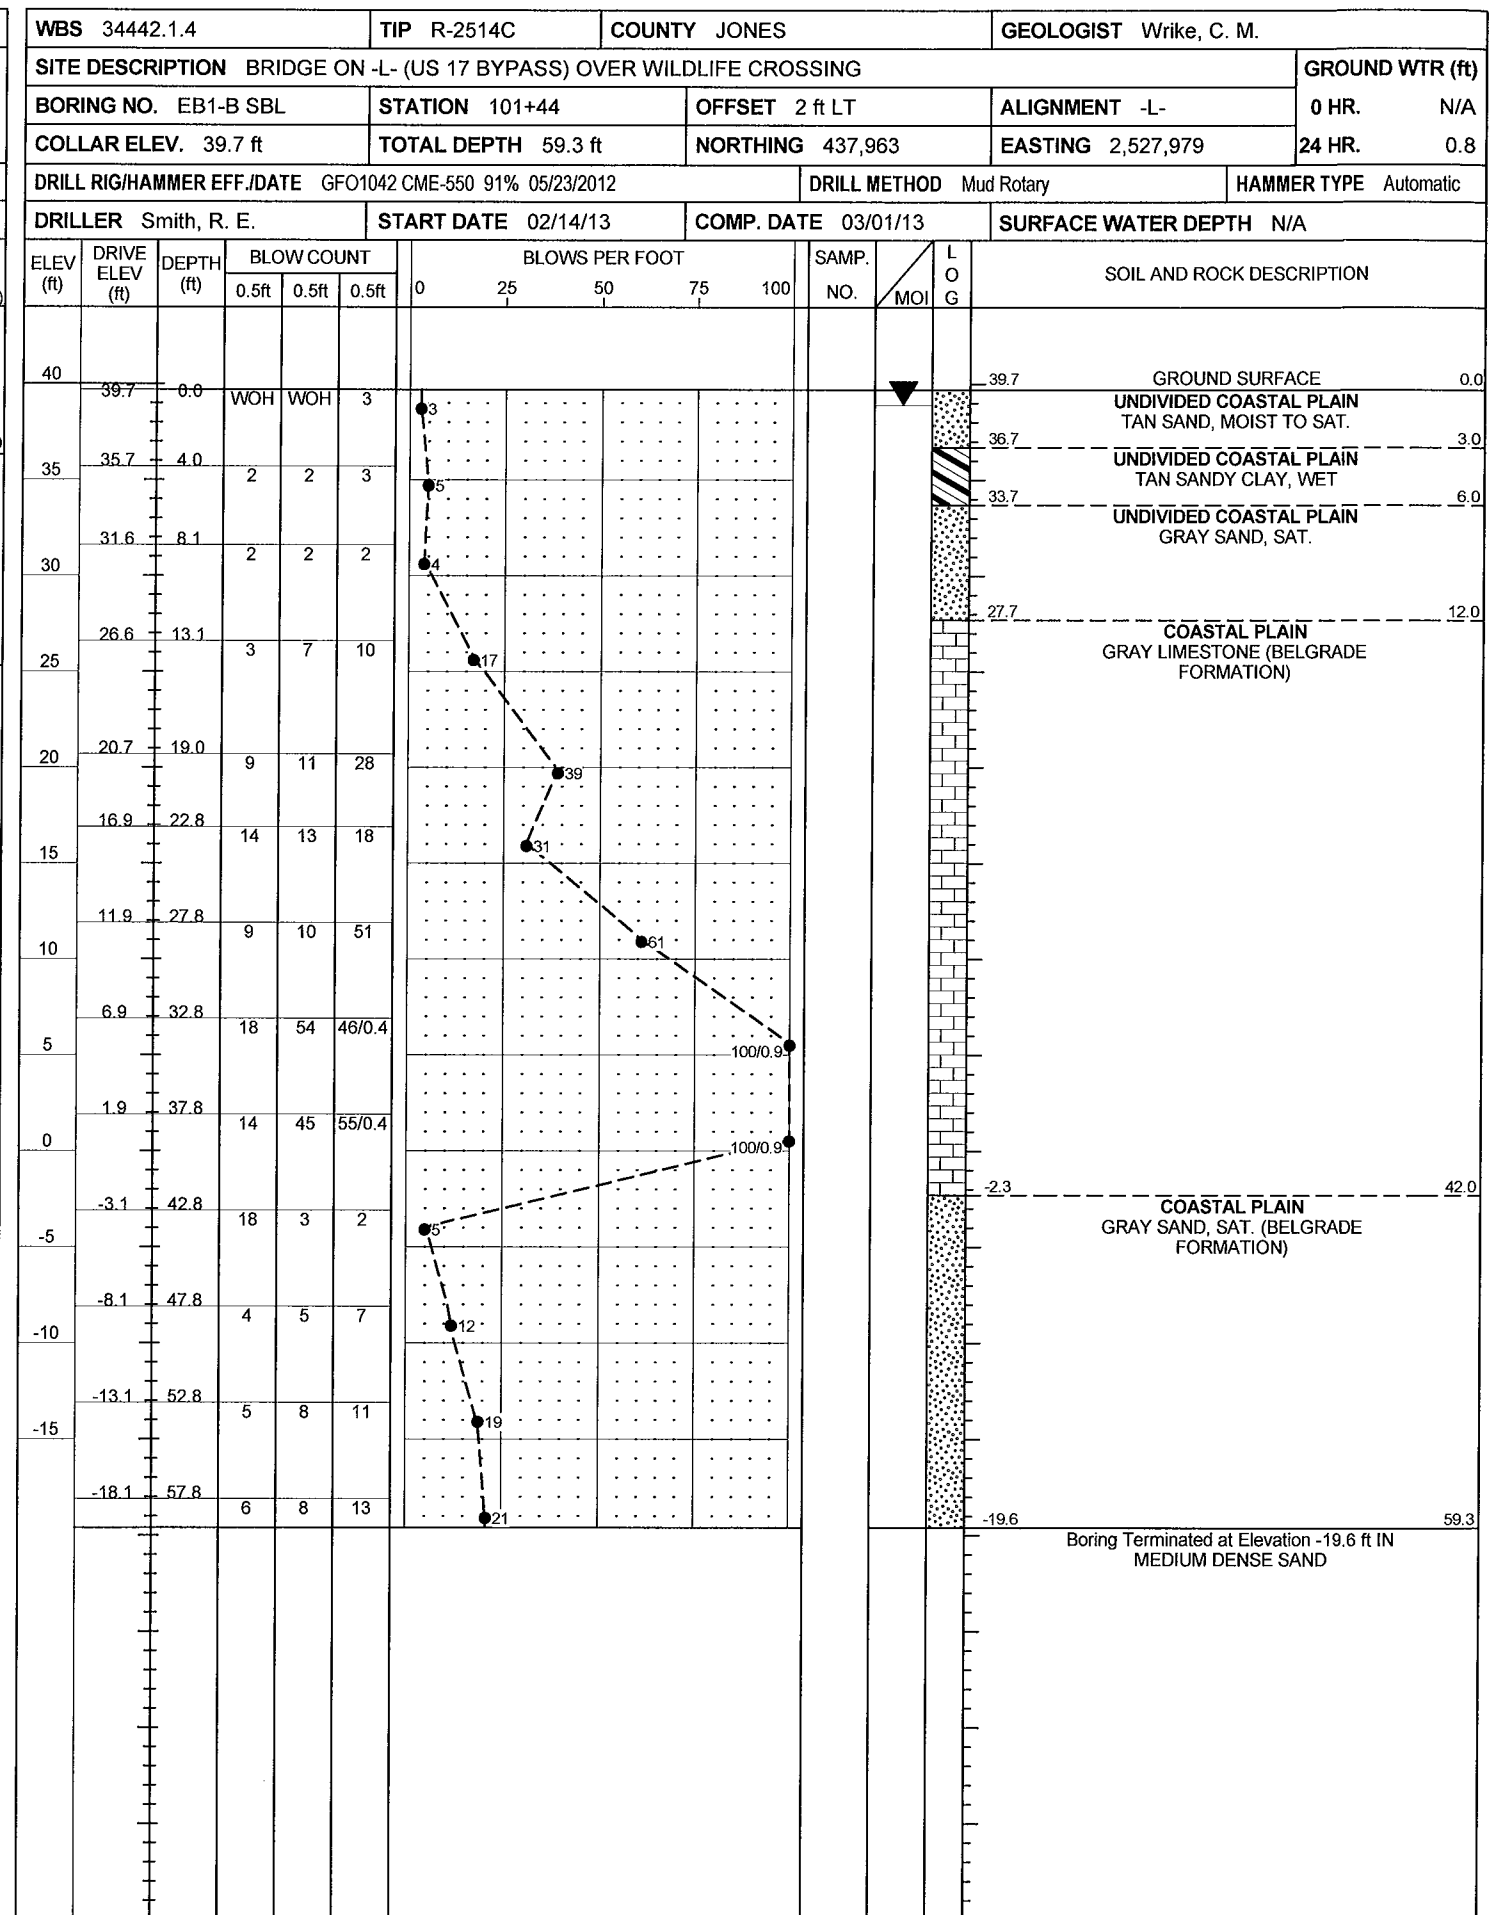 WBS 34442.1.4 TIP R-2514C COUNTY JONES GEOLOGIST Wrike, C. M.
SITE DESCRIPTION BRIDGE ON -L- (US 17 BYPASS) OVER WILDLIFE CROSSING GROUND WTR (ft)
BORING NO. EB1-B SBL STATION 101+44 OFFSET 2 ft LT ALIGNMENT -L- 0 HR. N/A
COLLAR ELEV. 39.7 ft TOTAL DEPTH 59.3 ft NORTHING 437,963 EASTING 2,527,979 24 HR. 0.8
DRILL RIG/HAMMER EFF./DATE GFO1042 CME-550 91% 05/23/2012 DRILL METHOD Mud Rotary HAMMER TYPE Automatic
DRILLER Smith, R. E. START DATE 02/14/13 COMP. DATE 03/01/13 SURFACE WATER DEPTH N/A
ELEV (ft) DRIVE ELEV (ft) DEPTH (ft) BLOW COUNT BLOWS PER FOOT SAMP. NO. MOI LOG SOIL AND ROCK DESCRIPTION
0.5ft 0.5ft 0.5ft 0 25 50 75 100
40
39.7 0.0 WOH WOH 3 3
39.7 GROUND SURFACE 0.0
UNDIVIDED COASTAL PLAIN
TAN SAND, MOIST TO SAT.
36.7 3.0
35 35.7 4.0 2 2 3 5
UNDIVIDED COASTAL PLAIN
TAN SANDY CLAY, WET
33.7 6.0
UNDIVIDED COASTAL PLAIN
GRAY SAND, SAT.
31.6 8.1 2 2 2 4
30
27.7 12.0
COASTAL PLAIN
GRAY LIMESTONE (BELGRADE
FORMATION)
26.6 13.1 3 7 10 17
25
20.7 19.0 9 11 28 39
20
16.9 22.8 14 13 18 31
15
11.9 27.8 9 10 51 61
10
6.9 32.8 18 54 46/0.4 100/0.9
5
1.9 37.8 14 45 55/0.4 100/0.9
0
-2.3 42.0
COASTAL PLAIN
GRAY SAND, SAT. (BELGRADE
FORMATION)
-3.1 42.8 18 3 2 5
-5
-8.1 47.8 4 5 7 12
-10
-13.1 52.8 5 8 11 19
-15
-18.1 57.8 6 8 13 21
-19.6 59.3
Boring Terminated at Elevation -19.6 ft IN
MEDIUM DENSE SAND